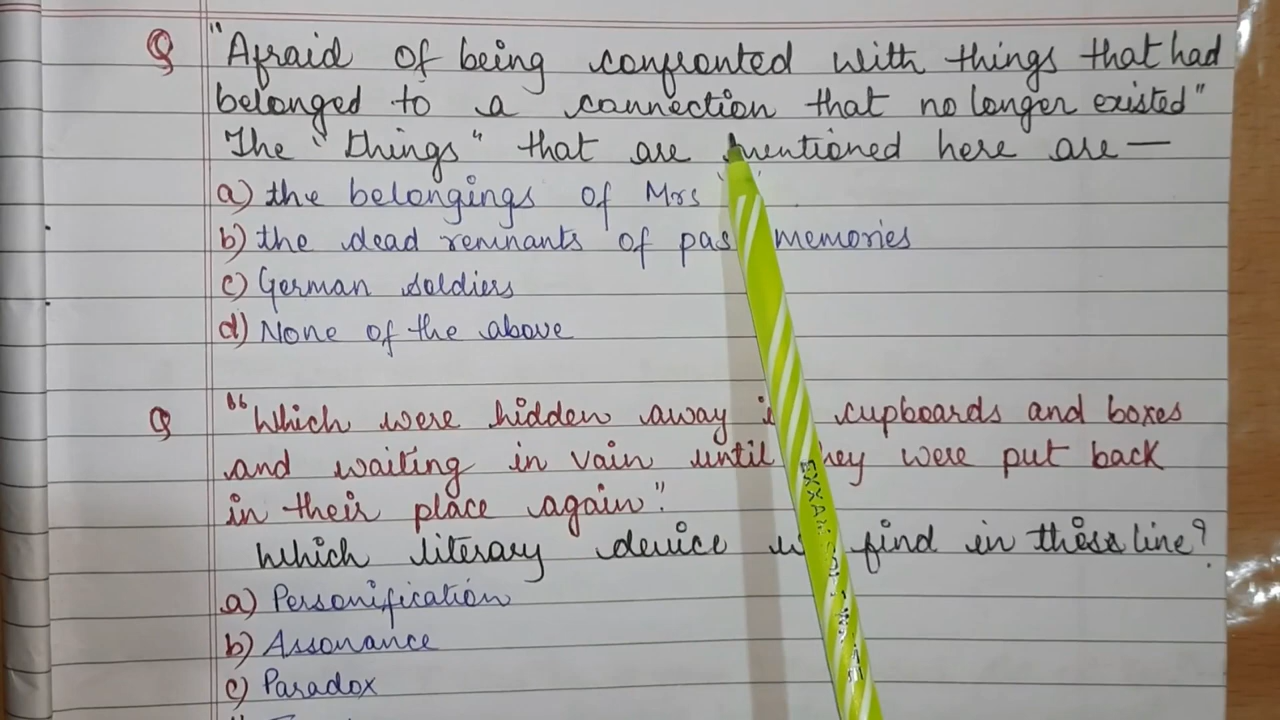 Q "Afraid of being confronted with things that had
belonged to a connection that no longer existed"
The "things" that are mentioned here are —
a) the belongings of Mrs
b) the dead remnants of pas memories
c) German soldiers
d) None of the above
Q "Which were hidden away i cupboards and boxes
and waiting in vain until hey were put back
in their place again".
Which literary device w find in these line?
a) Personification
b) Assonance
c) Paradox